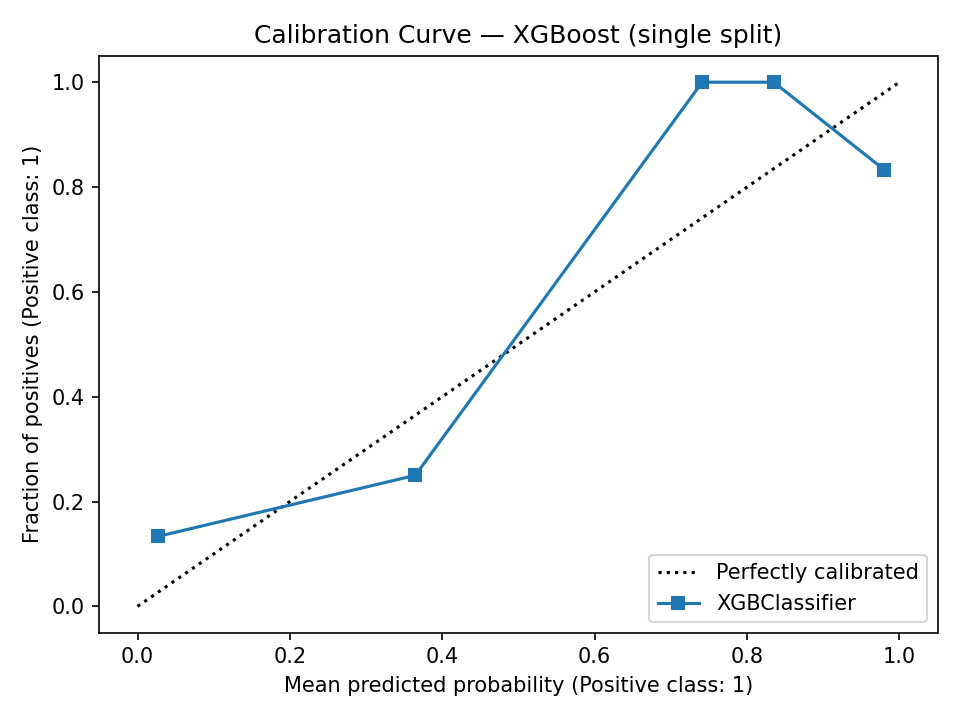 Calibration Curve — XGBoost (single split)
Fraction of positives (Positive class: 1)
1.0
0.8
0.6
0.4
0.2
0.0
0.0 0.2 0.4 0.6 0.8 1.0
Mean predicted probability (Positive class: 1)
Perfectly calibrated
XGBClassifier